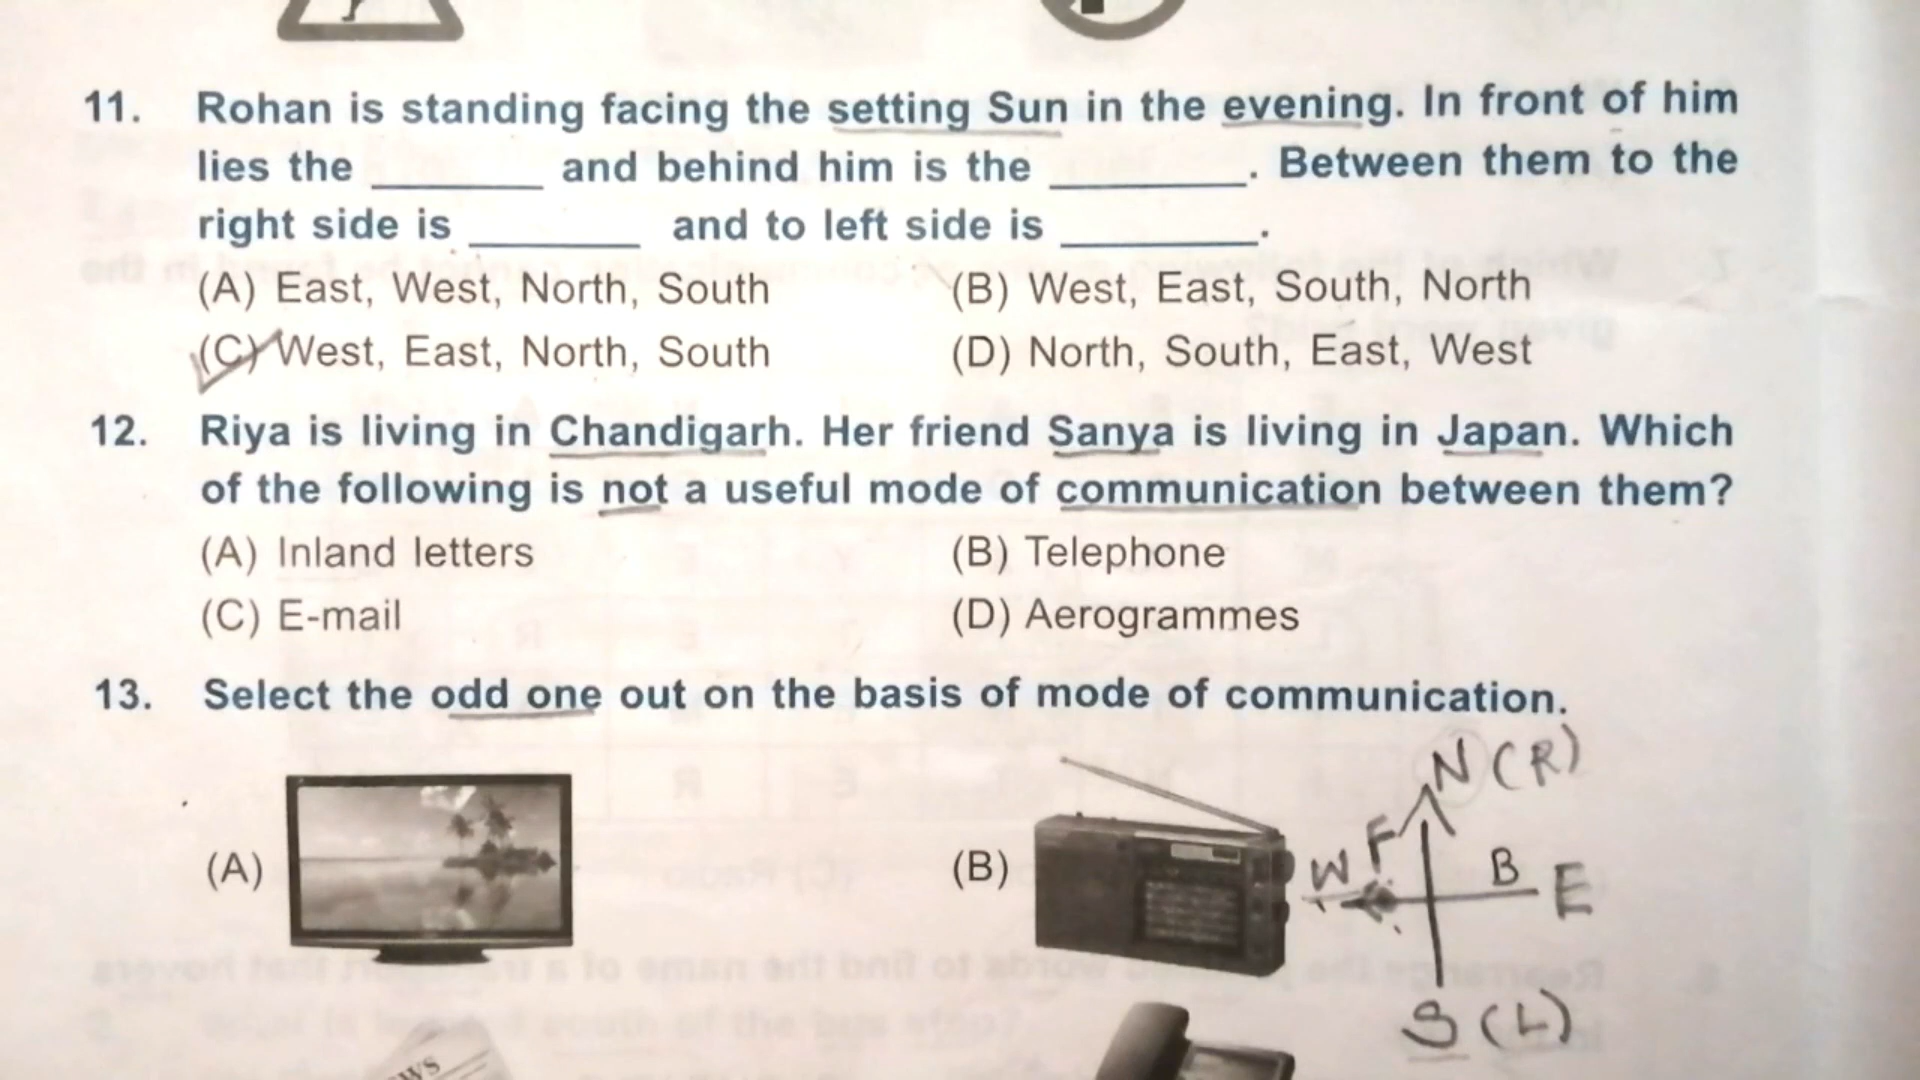 11. Rohan is standing facing the setting Sun in the evening. In front of him
lies the ________ and behind him is the ________. Between them to the
right side is ________ and to left side is ________.
(A) East, West, North, South (B) West, East, South, North
(C) West, East, North, South (D) North, South, East, West
12. Riya is living in Chandigarh. Her friend Sanya is living in Japan. Which
of the following is not a useful mode of communication between them?
(A) Inland letters (B) Telephone
(C) E-mail (D) Aerogrammes
13. Select the odd one out on the basis of mode of communication.
N (R)
(A) (B) W F B E
S (L)